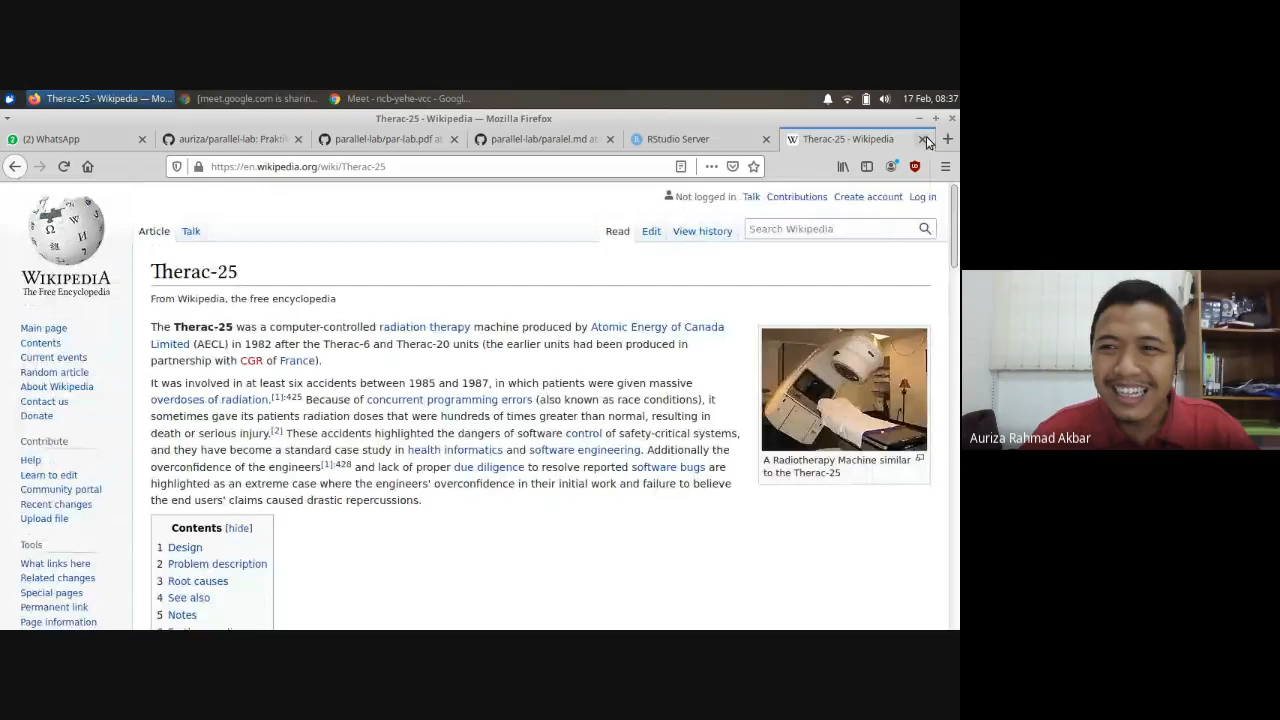 Therac-25 - Wikipedia — Mo...
[meet.google.com is sharin...
Meet - ncb-yehe-vcc - Googl...
17 Feb, 08:37
Therac-25 - Wikipedia — Mozilla Firefox
(2) WhatsApp
auriza/parallel-lab: Prakti
parallel-lab/par-lab.pdf at
parallel-lab/paralel.md at
RStudio Server
Therac-25 - Wikipedia
https://en.wikipedia.org/wiki/Therac-25
Not logged in Talk Contributions Create account Log in
Article Talk
Read Edit View history
Search Wikipedia
WIKIPEDIA
The Free Encyclopedia
Main page
Contents
Current events
Random article
About Wikipedia
Contact us
Donate
Contribute
Help
Learn to edit
Community portal
Recent changes
Upload file
Tools
What links here
Related changes
Special pages
Permanent link
Page information
Therac-25
From Wikipedia, the free encyclopedia
The Therac-25 was a computer-controlled radiation therapy machine produced by Atomic Energy of Canada
Limited (AECL) in 1982 after the Therac-6 and Therac-20 units (the earlier units had been produced in
partnership with CGR of France).
It was involved in at least six accidents between 1985 and 1987, in which patients were given massive
overdoses of radiation.[1]:425 Because of concurrent programming errors (also known as race conditions), it
sometimes gave its patients radiation doses that were hundreds of times greater than normal, resulting in
death or serious injury.[2] These accidents highlighted the dangers of software control of safety-critical systems,
and they have become a standard case study in health informatics and software engineering. Additionally the
overconfidence of the engineers[1]:428 and lack of proper due diligence to resolve reported software bugs are
highlighted as an extreme case where the engineers' overconfidence in their initial work and failure to believe
the end users' claims caused drastic repercussions.
A Radiotherapy Machine similar
to the Therac-25
Contents [hide]
1 Design
2 Problem description
3 Root causes
4 See also
5 Notes
Auriza Rahmad Akbar